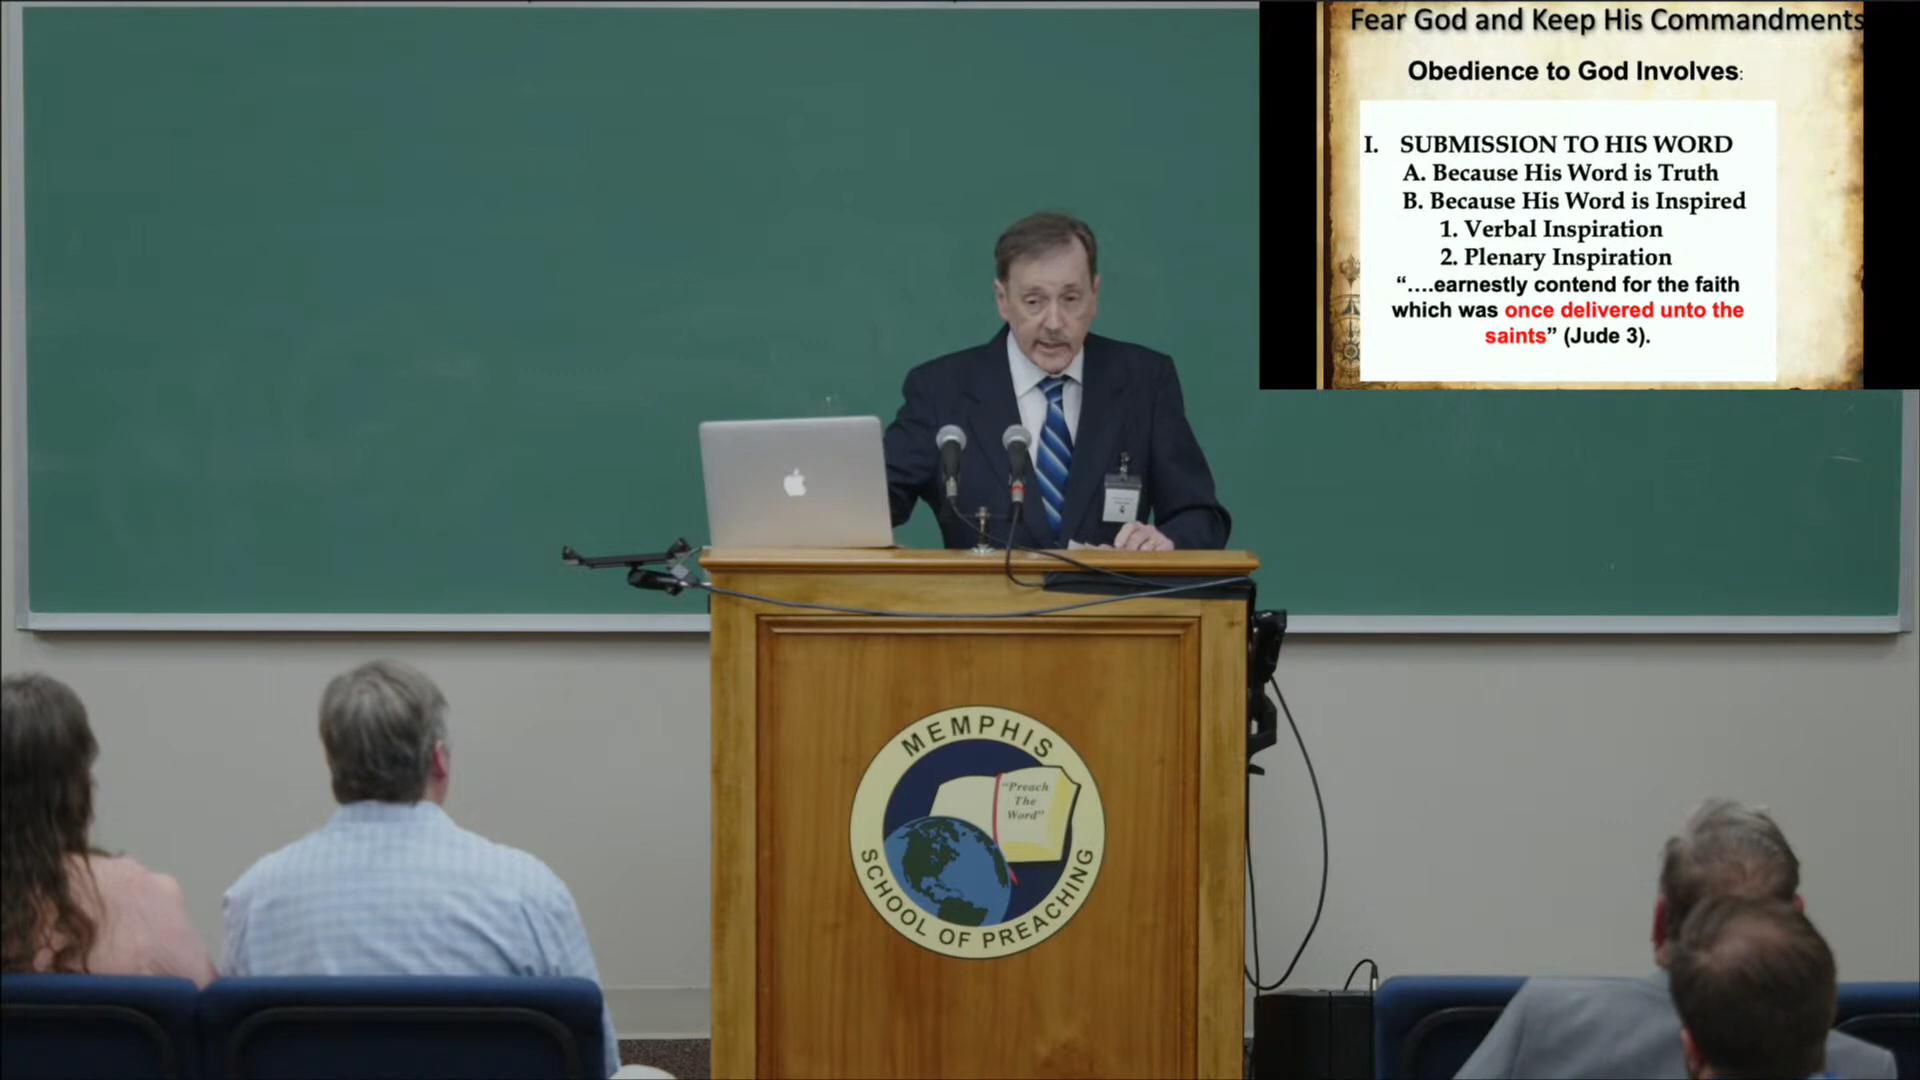 Fear God and Keep His Commandments
Obedience to God Involves:
I. SUBMISSION TO HIS WORD
A. Because His Word is Truth
B. Because His Word is Inspired
1. Verbal Inspiration
2. Plenary Inspiration
“....earnestly contend for the faith
which was once delivered unto the
saints” (Jude 3).
MEMPHIS
"Preach
The
Word"
SCHOOL OF PREACHING